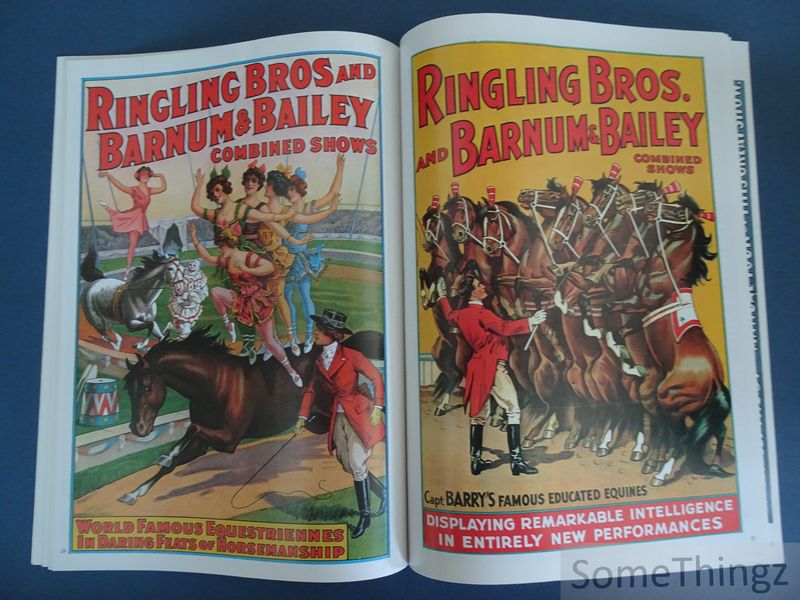 RINGLING BROS AND
BARNUM & BAILEY
COMBINED SHOWS
WORLD FAMOUS EQUESTRIENNES
IN DARING FEATS OF HORSEMANSHIP
RINGLING BROS.
AND BARNUM & BAILEY
COMBINED
SHOWS
Capt. BARRY'S FAMOUS EDUCATED EQUINES
DISPLAYING REMARKABLE INTELLIGENCE
IN ENTIRELY NEW PERFORMANCES
SomeThingz